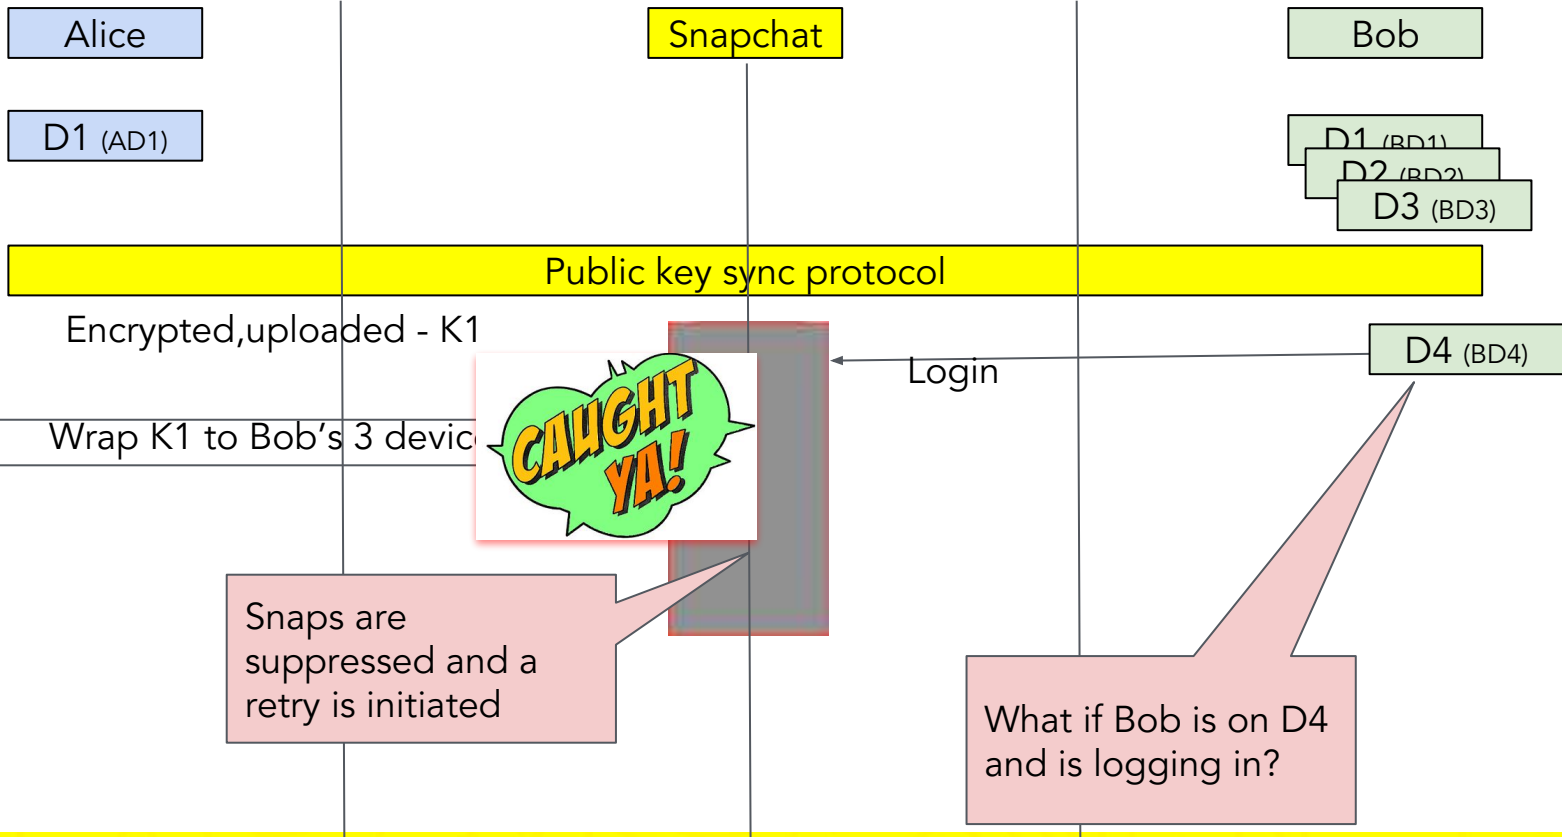 Alice
Snapchat
Bob
D1 (AD1)
D1 (BD1)
D2 (BD2)
D3 (BD3)
Public key sync protocol
Encrypted,uploaded - K1
D4 (BD4)
Login
Wrap K1 to Bob’s 3 devic
CAUGHT
YA!
Snaps are
suppressed and a
retry is initiated
What if Bob is on D4
and is logging in?